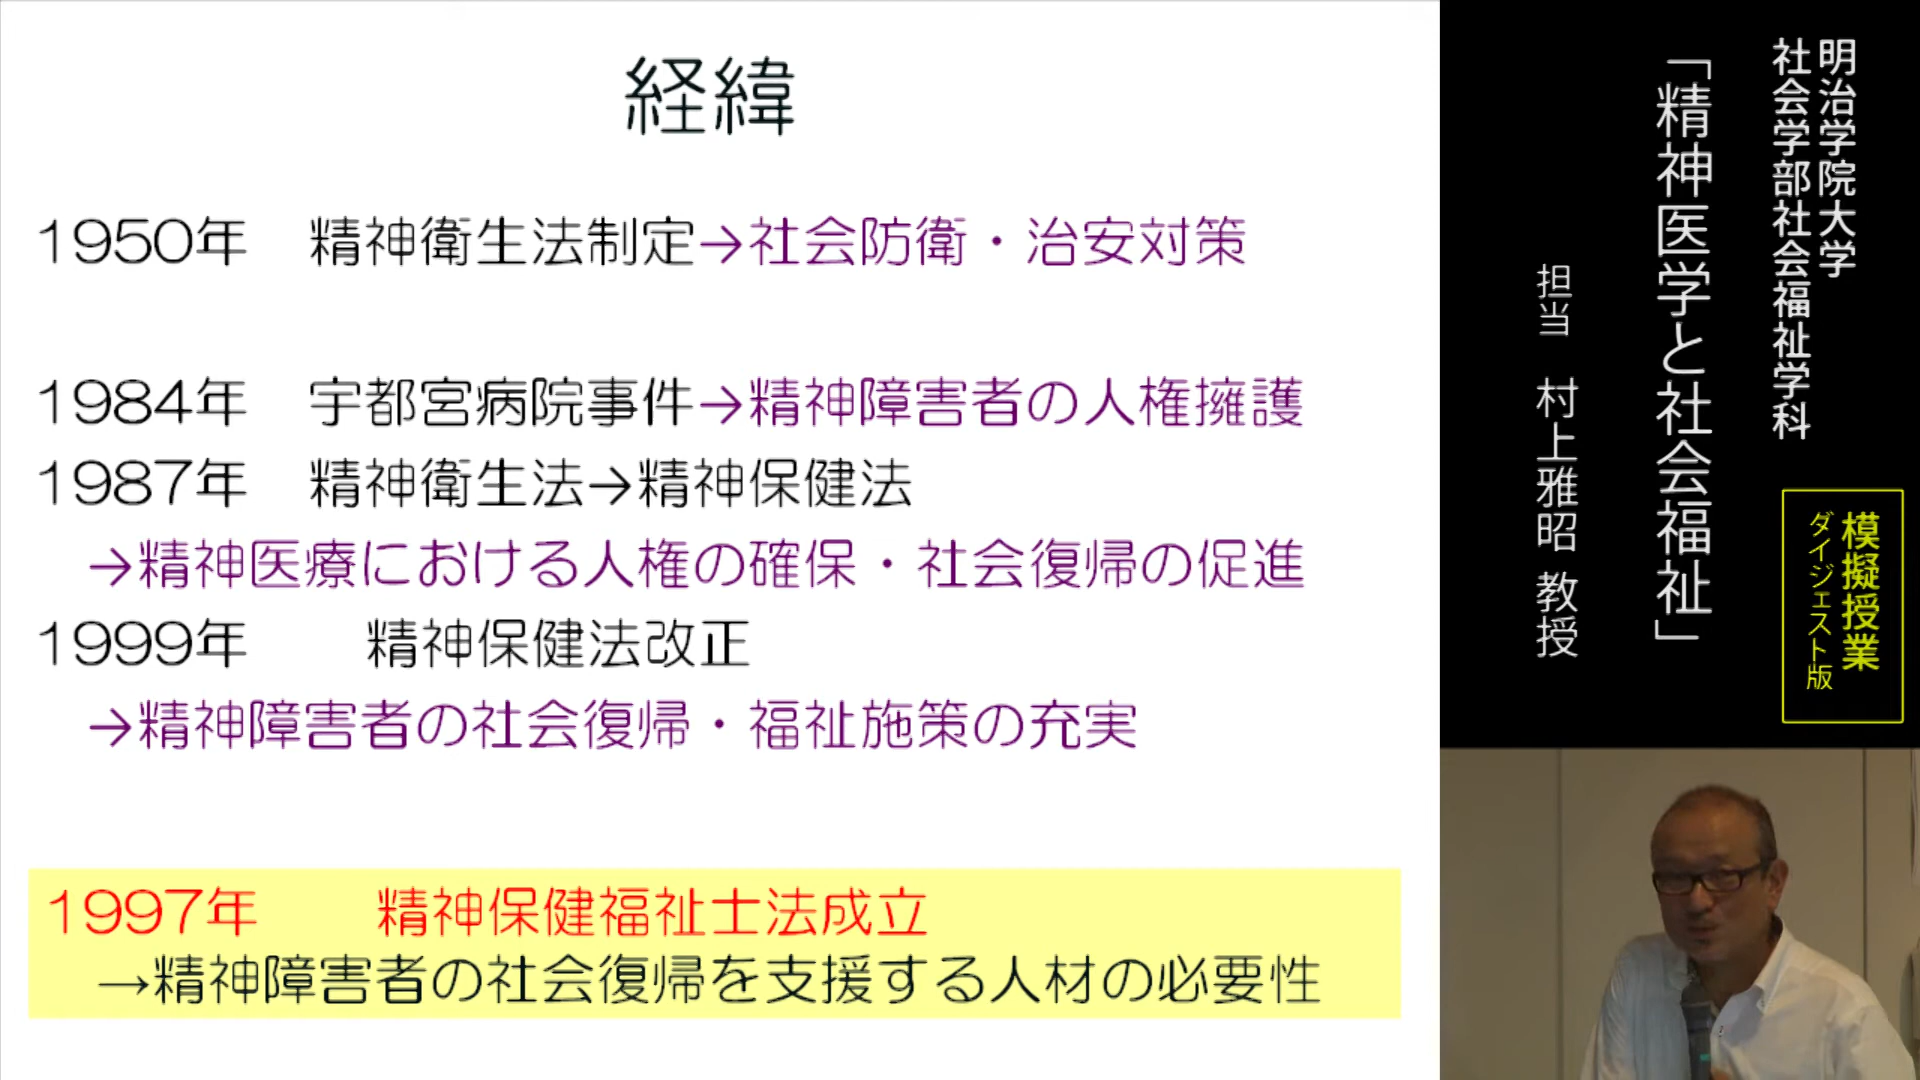 経緯
1950年　精神衛生法制定→社会防衛・治安対策
1984年　宇都宮病院事件→精神障害者の人権擁護
1987年　精神衛生法→精神保健法
→精神医療における人権の確保・社会復帰の促進
1999年　　精神保健法改正
→精神障害者の社会復帰・福祉施策の充実
1997年　　精神保健福祉士法成立
→精神障害者の社会復帰を支援する人材の必要性
明治学院大学
社会学部社会福祉学科
「精神医学と社会福祉」
担当　村上雅昭 教授
模擬授業
ダイジェスト版